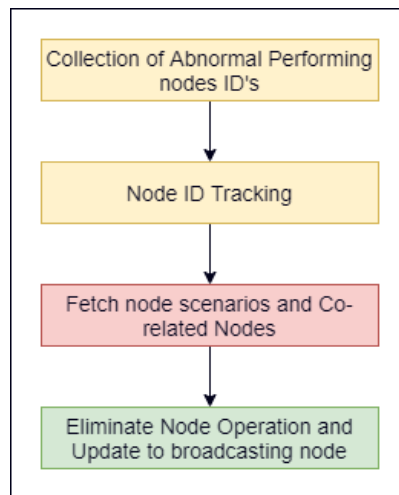 Collection of Abnormal Performing
nodes ID's
Node ID Tracking
Fetch node scenarios and Co-
related Nodes
Eliminate Node Operation and
Update to broadcasting node